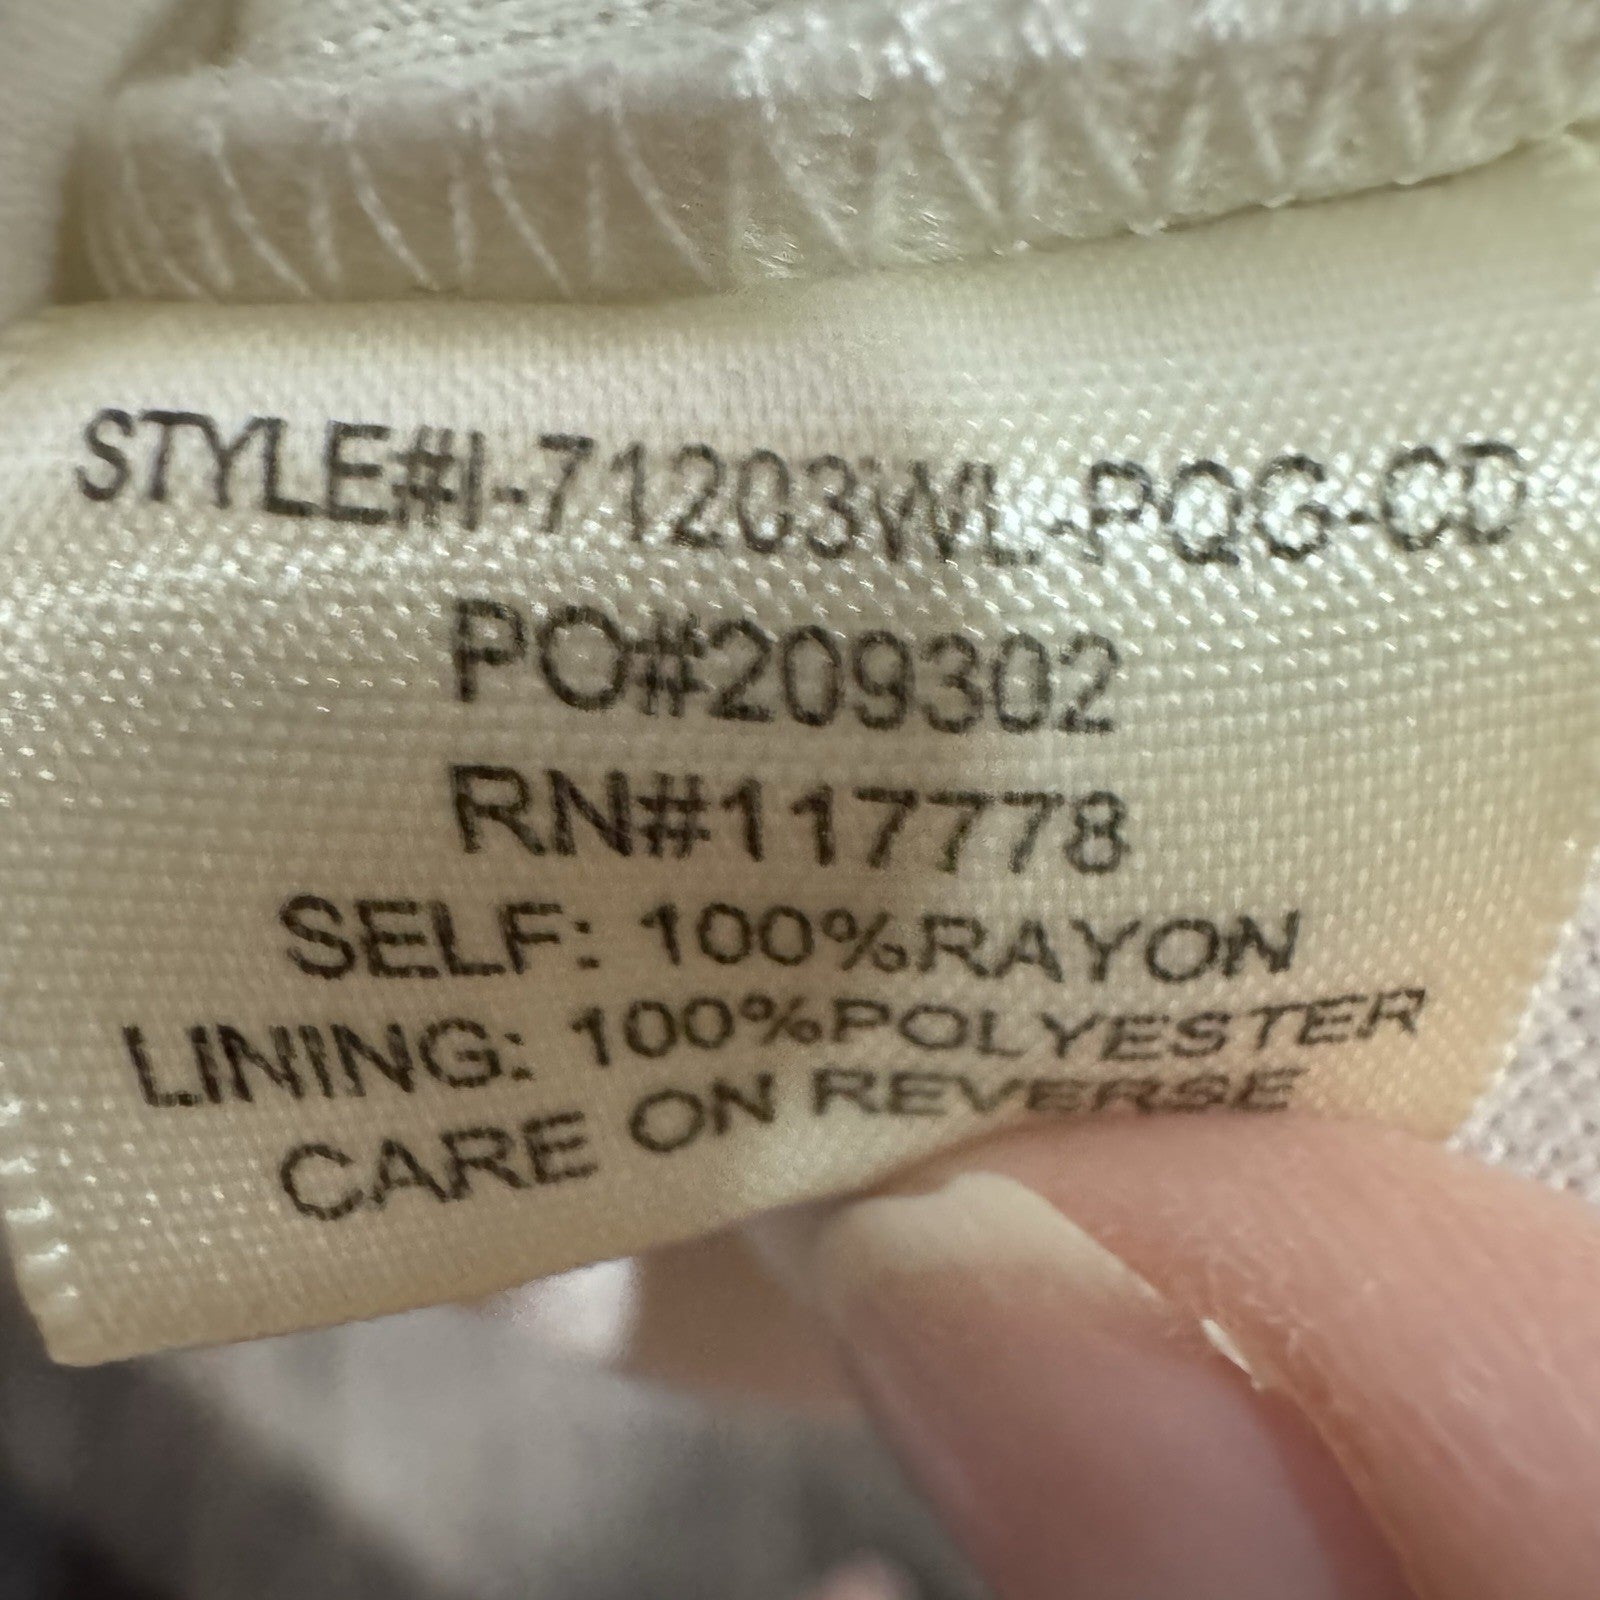 STYLE#I-71203WL-PQG-CD
PO#209302
RN#117778
SELF: 100%RAYON
LINING: 100%POLYESTER
CARE ON REVERSE